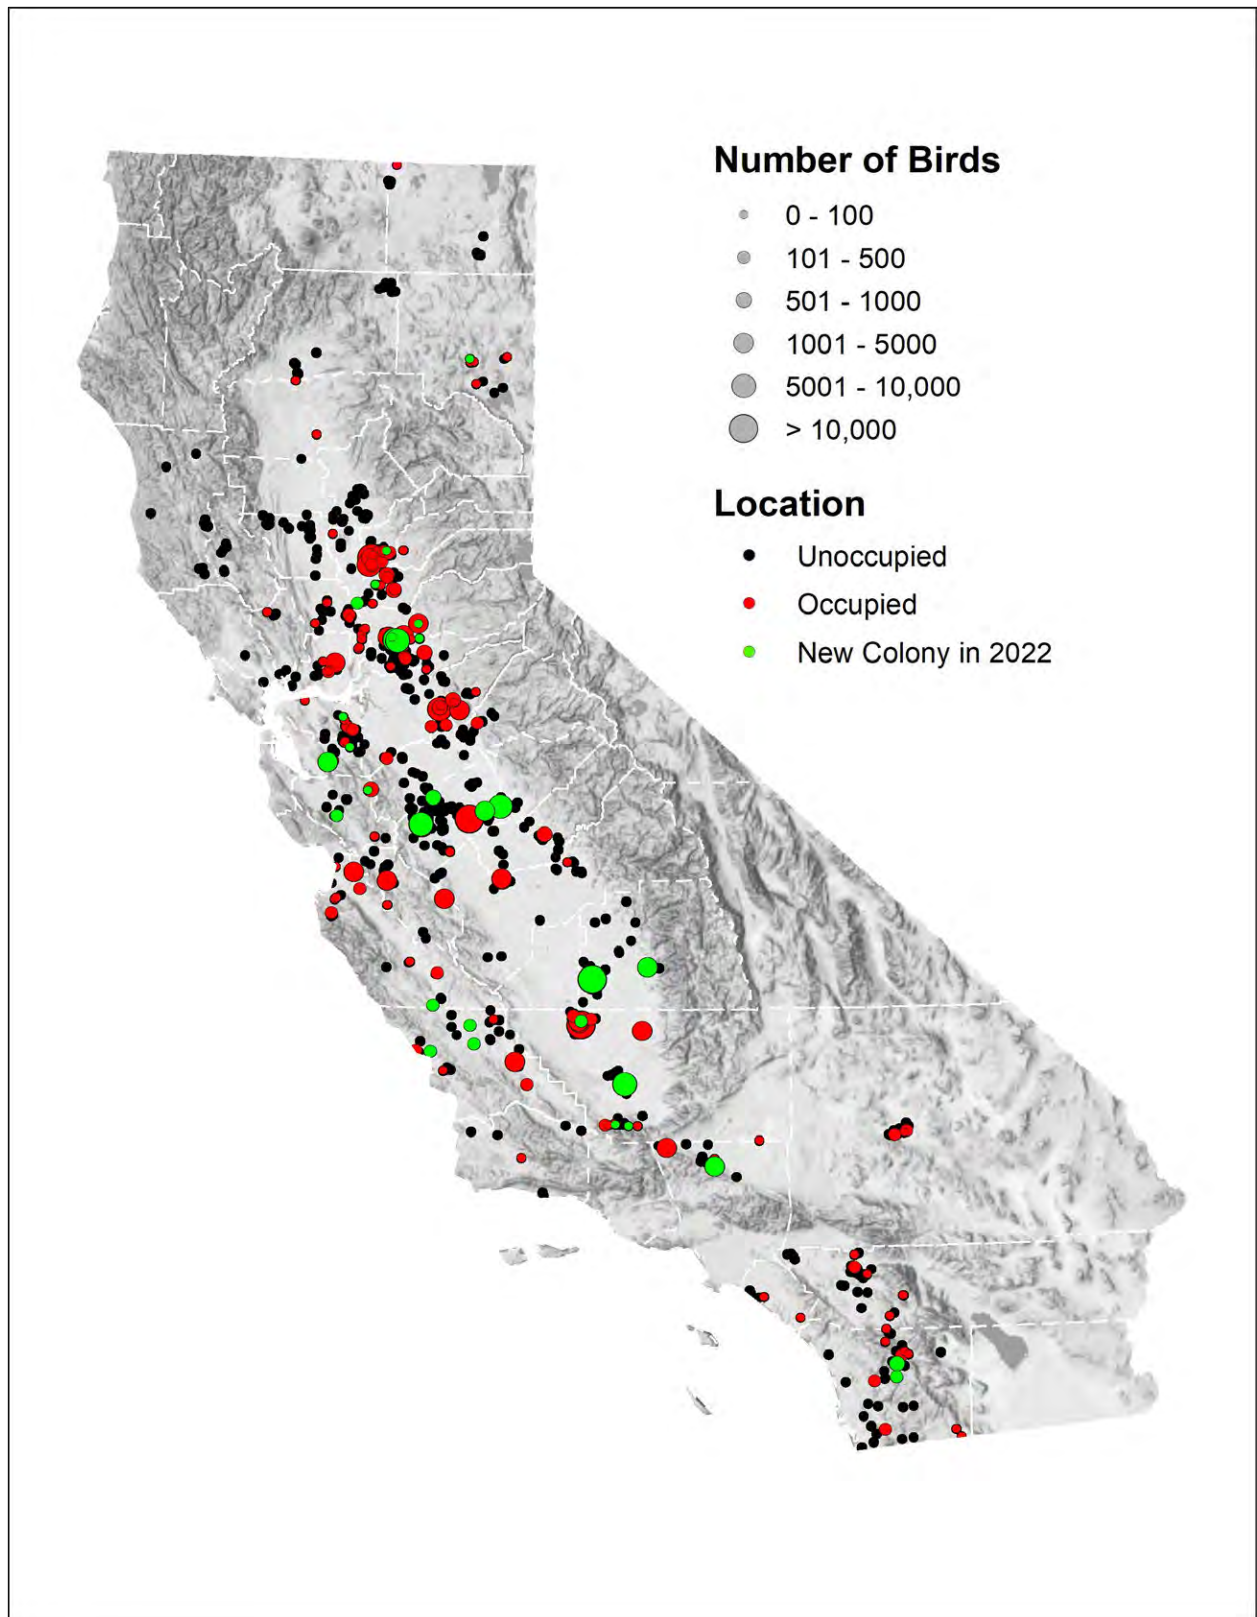 Number of Birds
0 - 100
101 - 500
501 - 1000
1001 - 5000
5001 - 10,000
> 10,000
Location
Unoccupied
Occupied
New Colony in 2022